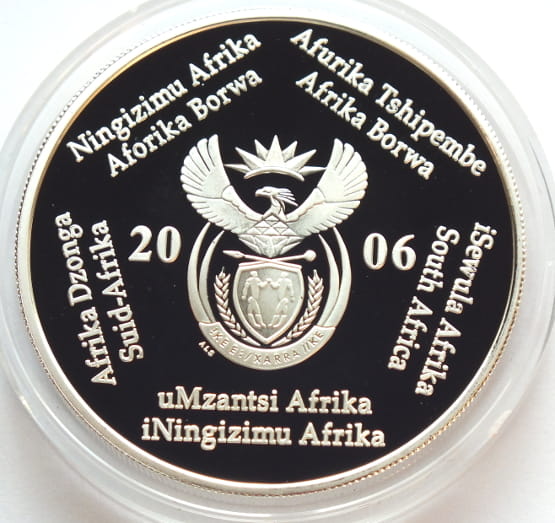 Ningizimu Afrika
Aforika Borwa
Afurika Tshipembe
Afrika Borwa
Afrika Dzonga
Suid-Afrika
20 06
iSewula Afrika
South Africa
!KE E:/XARRA //KE
ALS
uMzantsi Afrika
iNingizimu Afrika